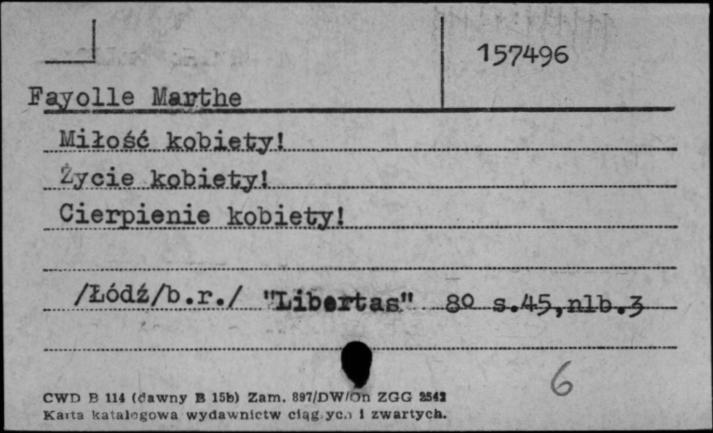 157496
Fayolle Marthe
Miłość kobiety!
Życie kobiety!
Cierpienie kobiety!
/Łódź/b.r./ "Libertas" 8º s.45,nlb.3
6
CWD B 114 (dawny B 15b) Zam. 897/DW/On ZGG 2542
Karta katalogowa wydawnictw ciągłych i zwartych.